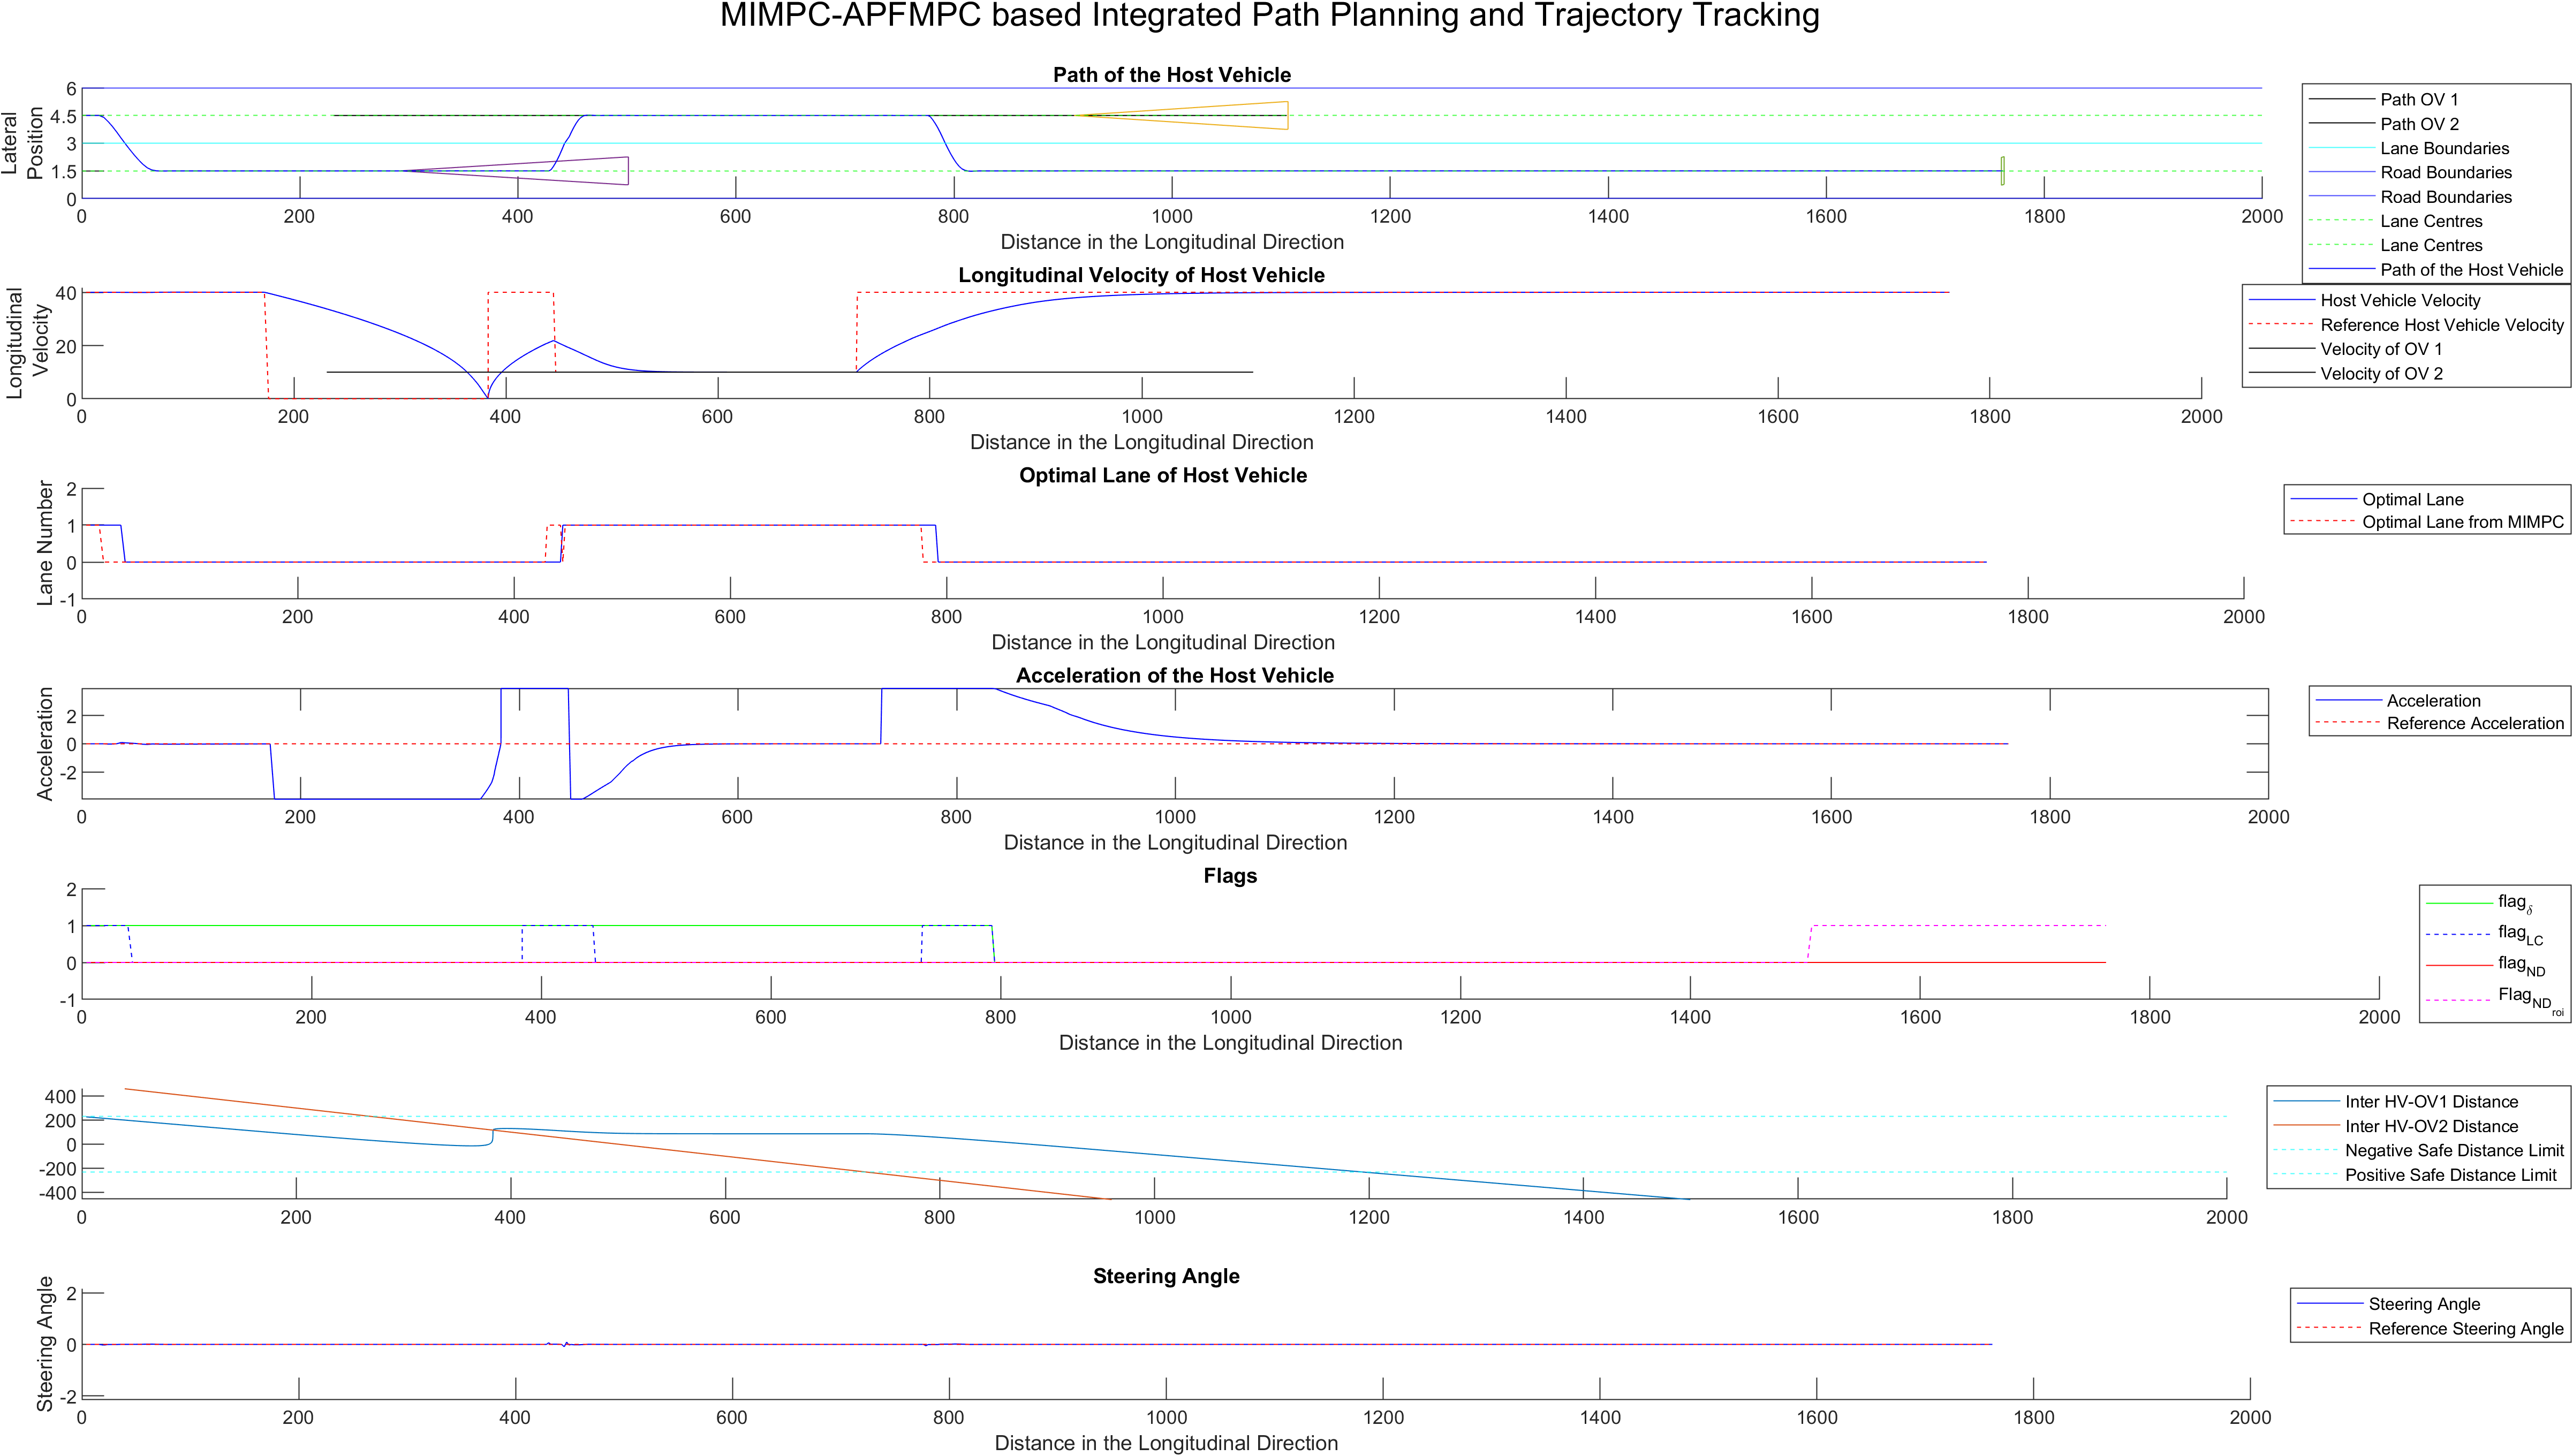 MIMPC-APFMPC based Integrated Path Planning and Trajectory Tracking
Path of the Host Vehicle
Lateral
Position
6
4.5
3
1.5
0
0 200 400 600 800 1000 1200 1400 1600 1800 2000
Distance in the Longitudinal Direction
Path OV 1
Path OV 2
Lane Boundaries
Road Boundaries
Road Boundaries
Lane Centres
Lane Centres
Path of the Host Vehicle
Longitudinal Velocity of Host Vehicle
Longitudinal
Velocity
40
20
0
0 200 400 600 800 1000 1200 1400 1600 1800 2000
Distance in the Longitudinal Direction
Host Vehicle Velocity
Reference Host Vehicle Velocity
Velocity of OV 1
Velocity of OV 2
Optimal Lane of Host Vehicle
Lane Number
2
1
0
-1
0 200 400 600 800 1000 1200 1400 1600 1800 2000
Distance in the Longitudinal Direction
Optimal Lane
Optimal Lane from MIMPC
Acceleration of the Host Vehicle
Acceleration
2
0
-2
0 200 400 600 800 1000 1200 1400 1600 1800 2000
Distance in the Longitudinal Direction
Acceleration
Reference Acceleration
Flags
2
1
0
-1
0 200 400 600 800 1000 1200 1400 1600 1800 2000
Distance in the Longitudinal Direction
flag δ
flag LC
flag ND
Flag ND roi
400
200
0
-200
-400
0 200 400 600 800 1000 1200 1400 1600 1800 2000
Inter HV-OV1 Distance
Inter HV-OV2 Distance
Negative Safe Distance Limit
Positive Safe Distance Limit
Steering Angle
Steering Angle
2
0
-2
0 200 400 600 800 1000 1200 1400 1600 1800 2000
Distance in the Longitudinal Direction
Steering Angle
Reference Steering Angle